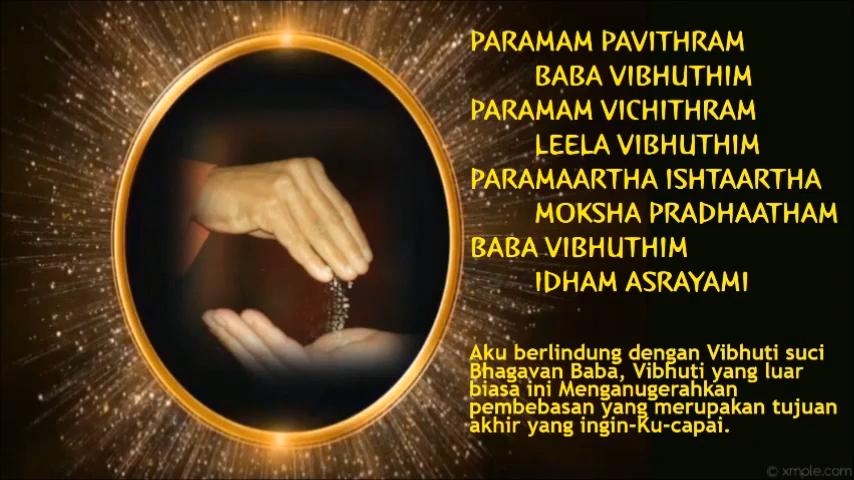 PARAMAM PAVITHRAM
BABA VIBHUTHIM
PARAMAM VICHITHRAM
LEELA VIBHUTHIM
PARAMAARTHA ISHTAARTHA
MOKSHA PRADHAATHAM
BABA VIBHUTHIM
IDHAM ASRAYAMI
Aku berlindung dengan Vibhuti suci
Bhagavan Baba, Vibhuti yang luar
biasa ini Menganugerahkan
pembebasan yang merupakan tujuan
akhir yang ingin-Ku-capai.
© xmple.com